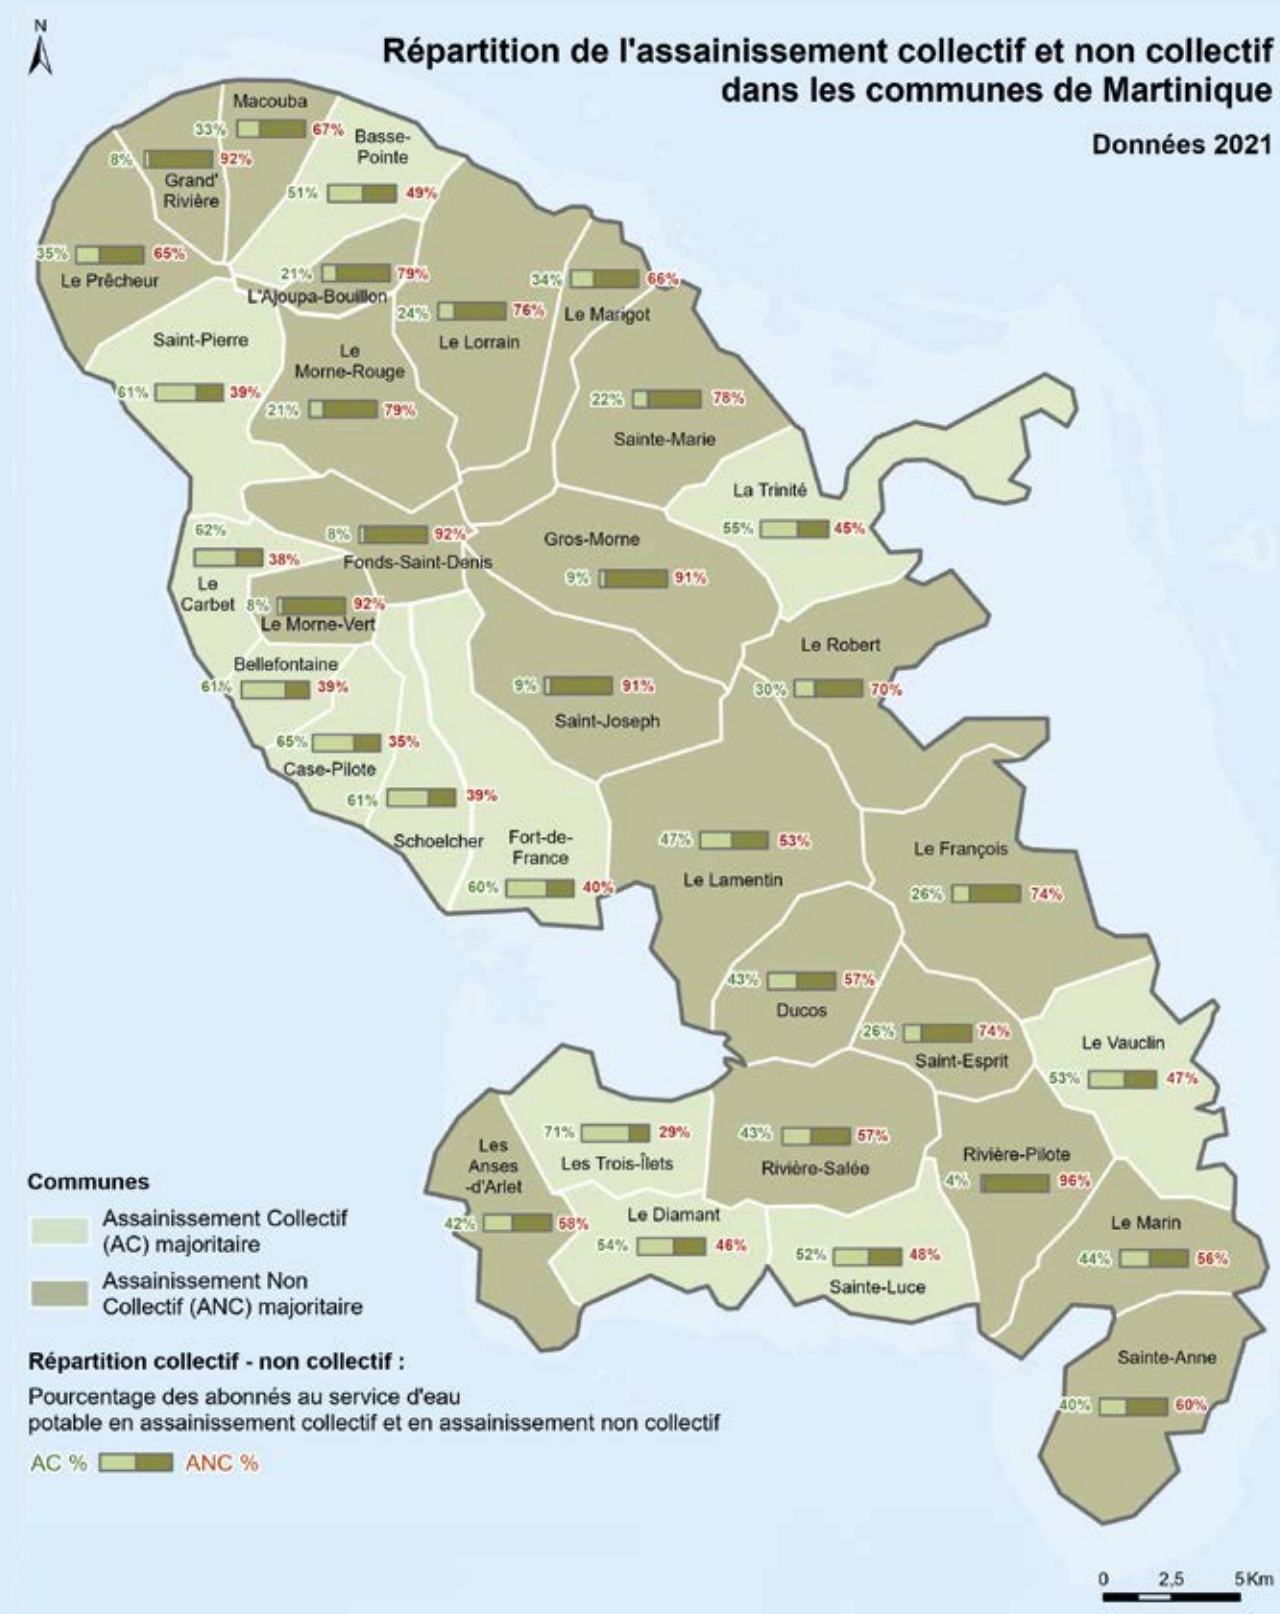 N
Répartition de l'assainissement collectif et non collectif
dans les communes de Martinique
Données 2021
Macouba
33% 67%
Basse-
Pointe
51% 49%
8% 92%
Grand'
Rivière
35% 65%
Le Prêcheur
21% 79%
L'Ajoupa-Bouillon
24% 76%
Le Lorrain
34% 66%
Le Marigot
Saint-Pierre
61% 39%
Le
Morne-Rouge
21% 79%
22% 78%
Sainte-Marie
La Trinité
55% 45%
62%
38%
Le
Carbet
8% 92%
Fonds-Saint-Denis
Gros-Morne
9% 91%
8% 92%
Le Morne-Vert
Le Robert
30% 70%
Bellefontaine
61% 39%
9% 91%
Saint-Joseph
65% 35%
Case-Pilote
61% 39%
Schoelcher
Fort-de-
France
60% 40%
47% 53%
Le Lamentin
Le François
26% 74%
43% 57%
Ducos
26% 74%
Saint-Esprit
Le Vauclin
53% 47%
71% 29%
Les Trois-Îlets
43% 57%
Rivière-Salée
Rivière-Pilote
4% 96%
Les
Anses
-d'Arlet
42% 58%
Le Diamant
54% 46%
52% 48%
Sainte-Luce
Le Marin
44% 56%
Sainte-Anne
40% 60%
Communes
Assainissement Collectif
(AC) majoritaire
Assainissement Non
Collectif (ANC) majoritaire
Répartition collectif - non collectif :
Pourcentage des abonnés au service d'eau
potable en assainissement collectif et en assainissement non collectif
AC % ANC %
0 2,5 5 Km